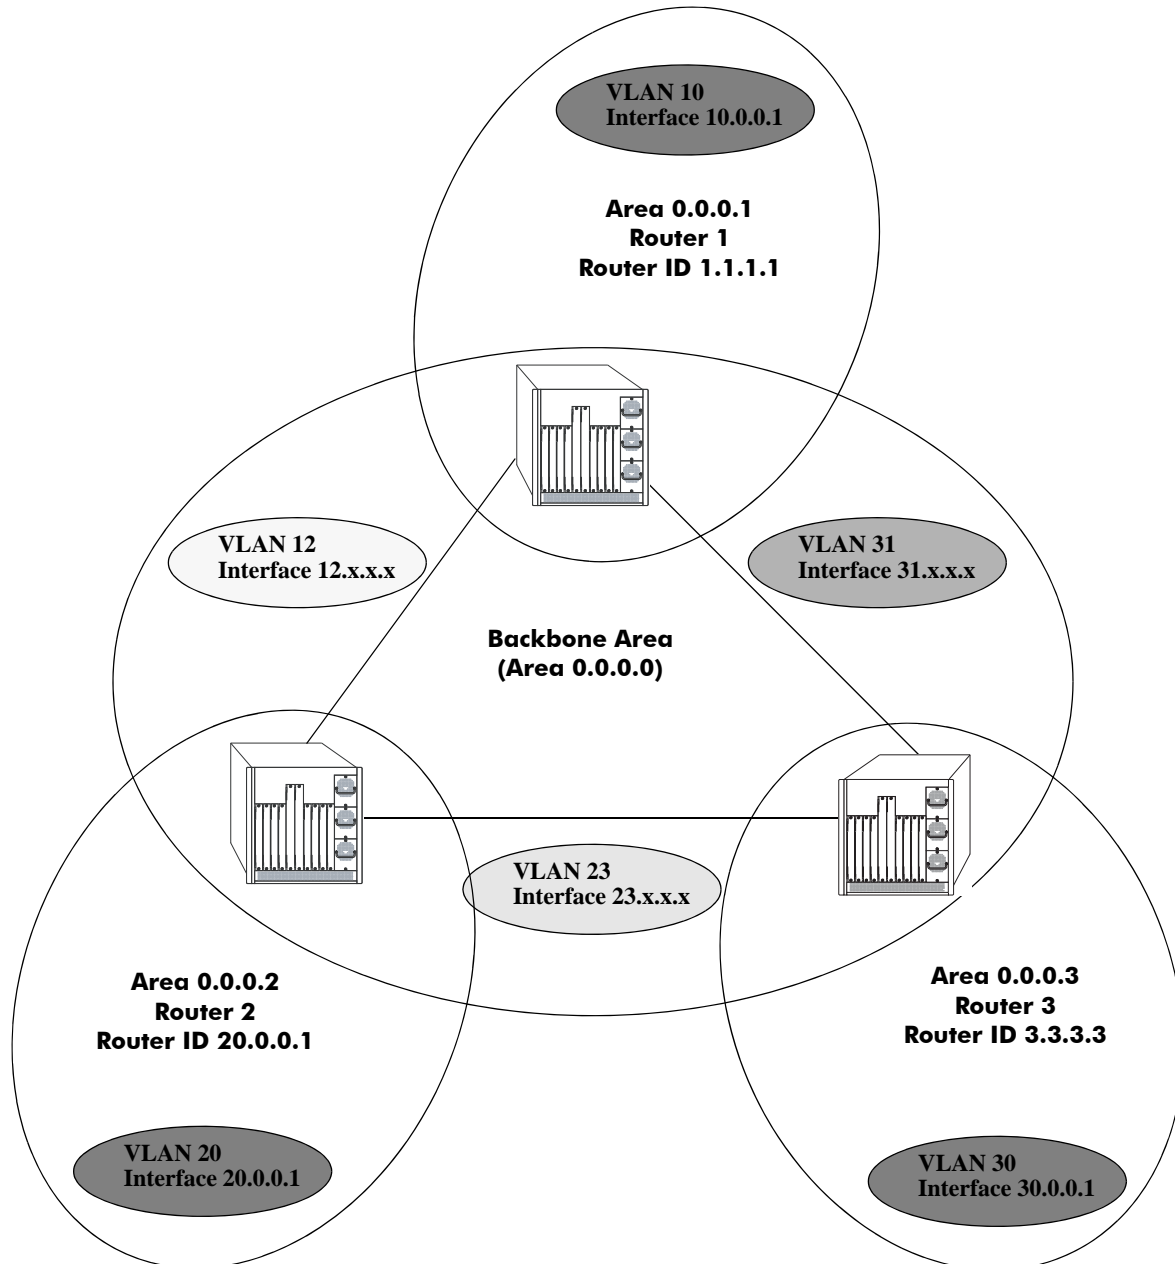 VLAN 10
Interface 10.0.0.1
Area 0.0.0.1
Router 1
Router ID 1.1.1.1
VLAN 12
Interface 12.x.x.x
VLAN 31
Interface 31.x.x.x
Backbone Area
(Area 0.0.0.0)
VLAN 23
Interface 23.x.x.x
Area 0.0.0.2
Router 2
Router ID 20.0.0.1
Area 0.0.0.3
Router 3
Router ID 3.3.3.3
VLAN 20
Interface 20.0.0.1
VLAN 30
Interface 30.0.0.1